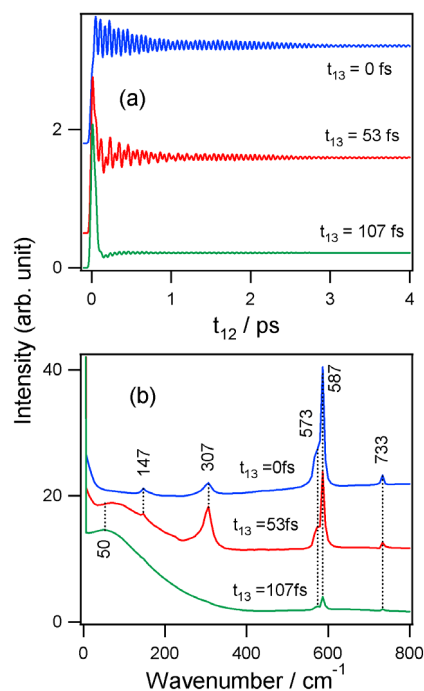 Intensity (arb. unit)
(a)
t13 = 0 fs
t13 = 53 fs
t13 = 107 fs
2
0
0
1
2
3
4
t12 / ps
(b)
40
20
0
50
147
307
573
587
733
t13 =0fs
t13 = 53fs
t13 =107fs
0
200
400
600
800
Wavenumber / cm-1